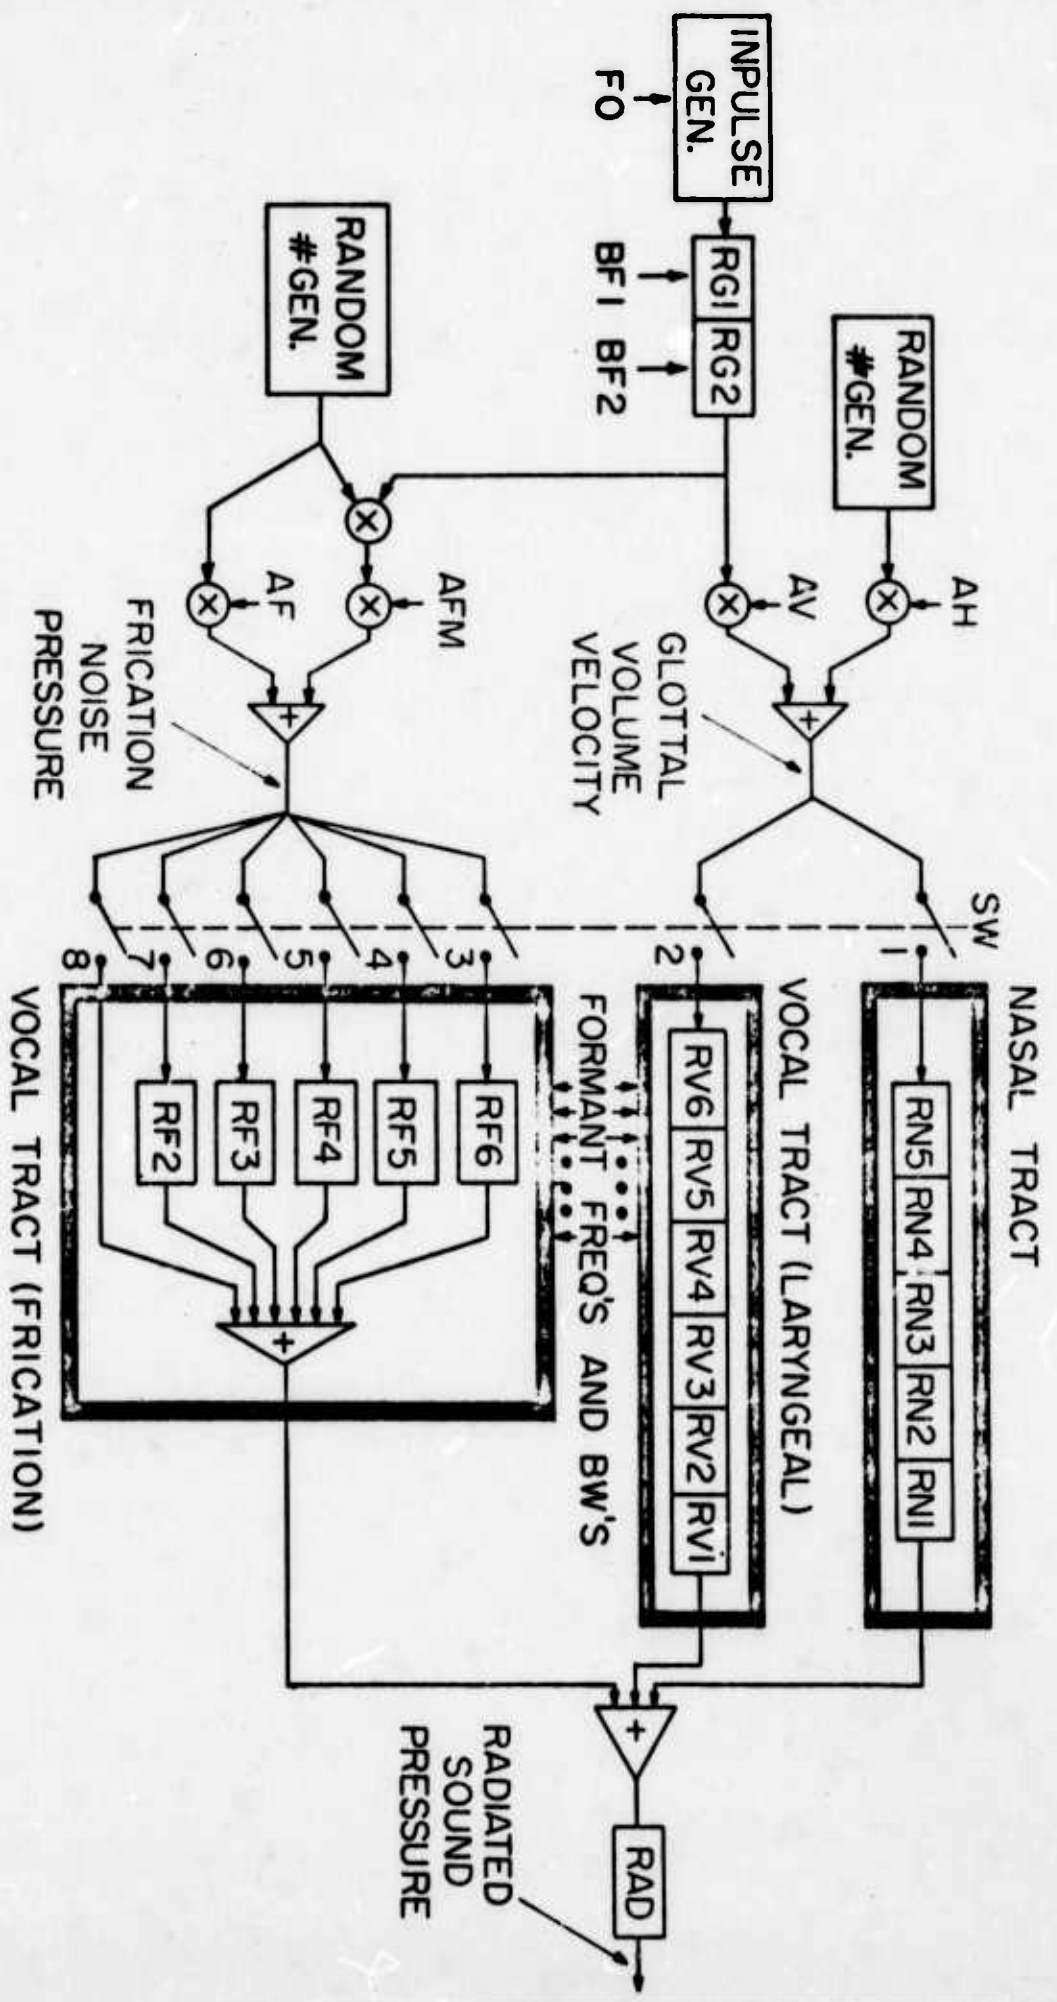 INPULSE
GEN.
FO
RG1 RG2
BF1 BF2
RANDOM
#GEN.
AH
X
AV
X
+
GLOTTAL
VOLUME
VELOCITY
RANDOM
#GEN.
X
AFM
X
AF
X
+
FRICATION
NOISE
PRESSURE
SW
1
2
3
4
5
6
7
8
NASAL TRACT
RN5 RN4 RN3 RN2 RN1
VOCAL TRACT (LARYNGEAL)
RV6 RV5 RV4 RV3 RV2 RV1
FORMANT FREQ'S AND BW'S
RF6
RF5
RF4
RF3
RF2
+
VOCAL TRACT (FRICATION)
+
RAD
RADIATED
SOUND
PRESSURE